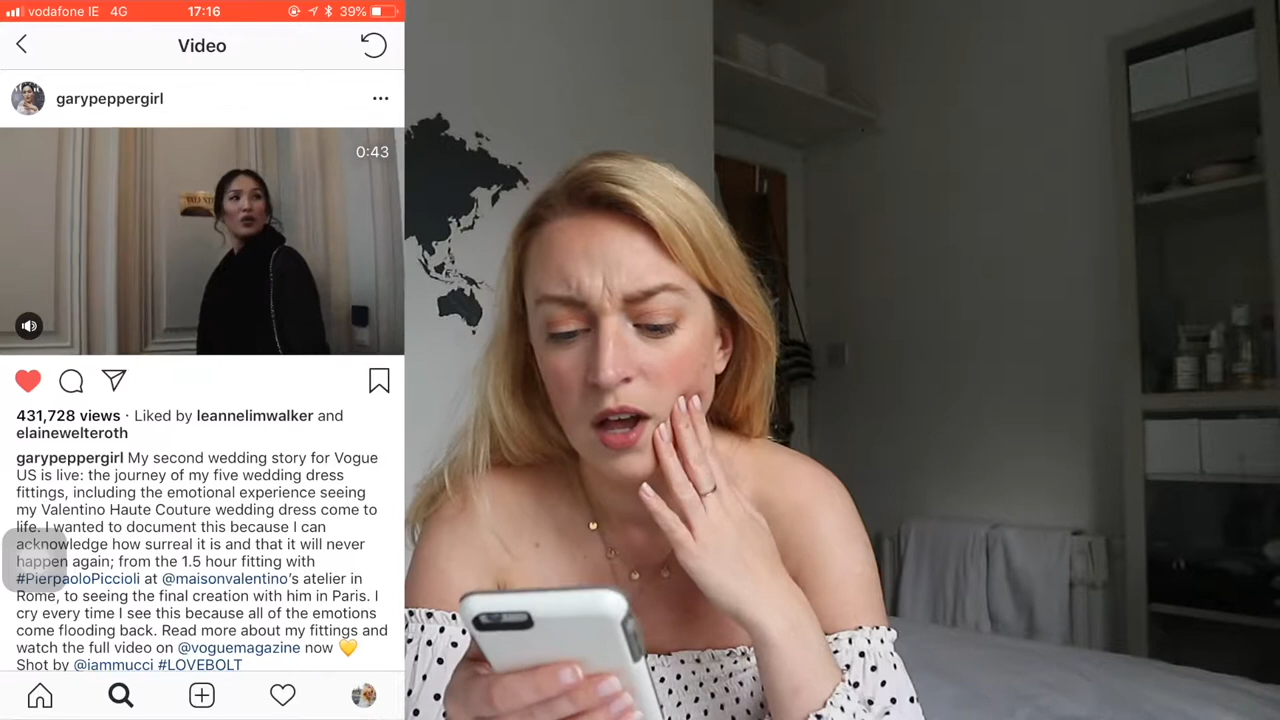 vodafone IE 4G 17:16 39%
Video
garypeppergirl
0:43
431,728 views · Liked by leannelimwalker and
elainewelteroth
garypeppergirl My second wedding story for Vogue
US is live: the journey of my five wedding dress
fittings, including the emotional experience seeing
my Valentino Haute Couture wedding dress come to
life. I wanted to document this because I can
acknowledge how surreal it is and that it will never
happen again; from the 1.5 hour fitting with
#PierpaoloPiccioli at @maisonvalentino's atelier in
Rome, to seeing the final creation with him in Paris. I
cry every time I see this because all of the emotions
come flooding back. Read more about my fittings and
watch the full video on @voguemagazine now 💛
Shot by @iammucci #LOVEBOLT